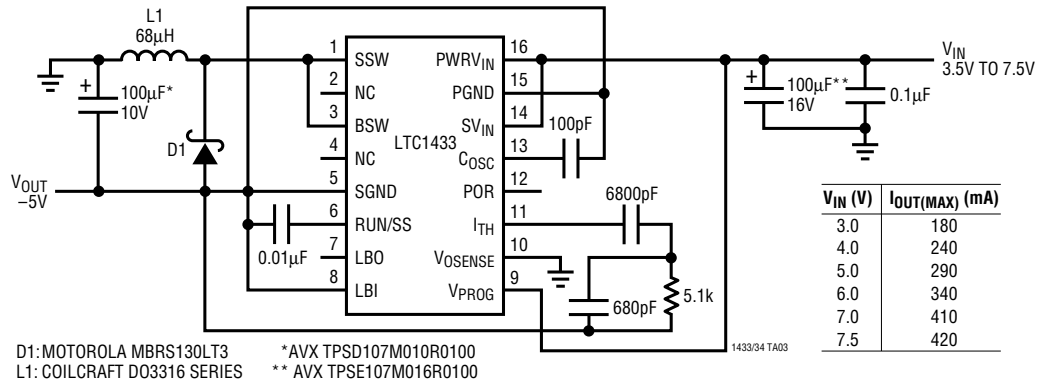 L1
68µH
+
100µF*
10V
D1
VOUT
–5V
0.01µF
1
SSW
2
NC
3
BSW
4
NC
5
SGND
6
RUN/SS
7
LBO
8
LBI
LTC1433
16
PWRVIN
15
PGND
14
SVIN
13
COSC
12
POR
11
ITH
10
VOSENSE
9
VPROG
100pF
6800pF
680pF
5.1k
+
100µF**
16V
0.1µF
VIN
3.5V TO 7.5V
VIN (V) IOUT(MAX) (mA)
3.0 180
4.0 240
5.0 290
6.0 340
7.0 410
7.5 420
1433/34 TA03
D1: MOTOROLA MBRS130LT3 *AVX TPSD107M010R0100
L1: COILCRAFT DO3316 SERIES ** AVX TPSE107M016R0100